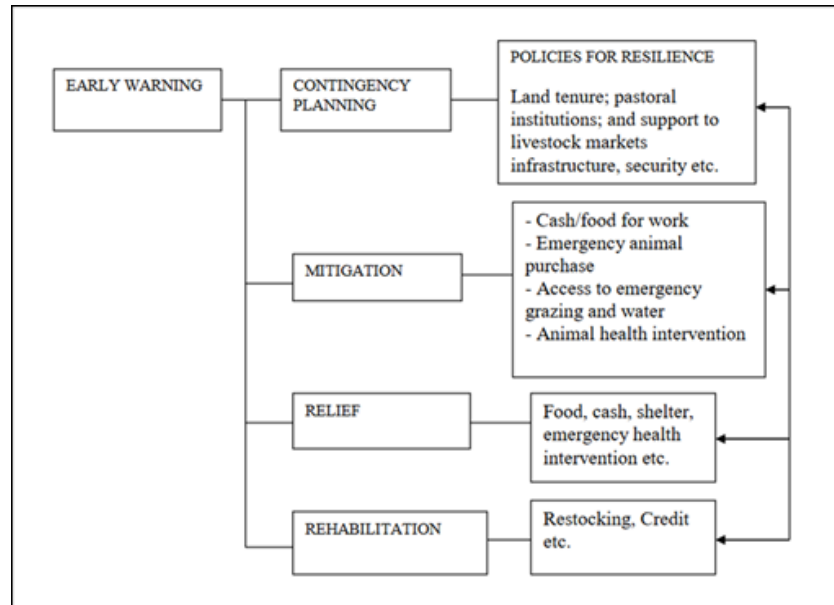 EARLY WARNING
CONTINGENCY
PLANNING
POLICIES FOR RESILIENCE
Land tenure; pastoral
institutions; and support to
livestock markets
infrastructure, security etc.
MITIGATION
- Cash/food for work
- Emergency animal
purchase
- Access to emergency
grazing and water
- Animal health intervention
RELIEF
Food, cash, shelter,
emergency health
intervention etc.
REHABILITATION
Restocking, Credit
etc.